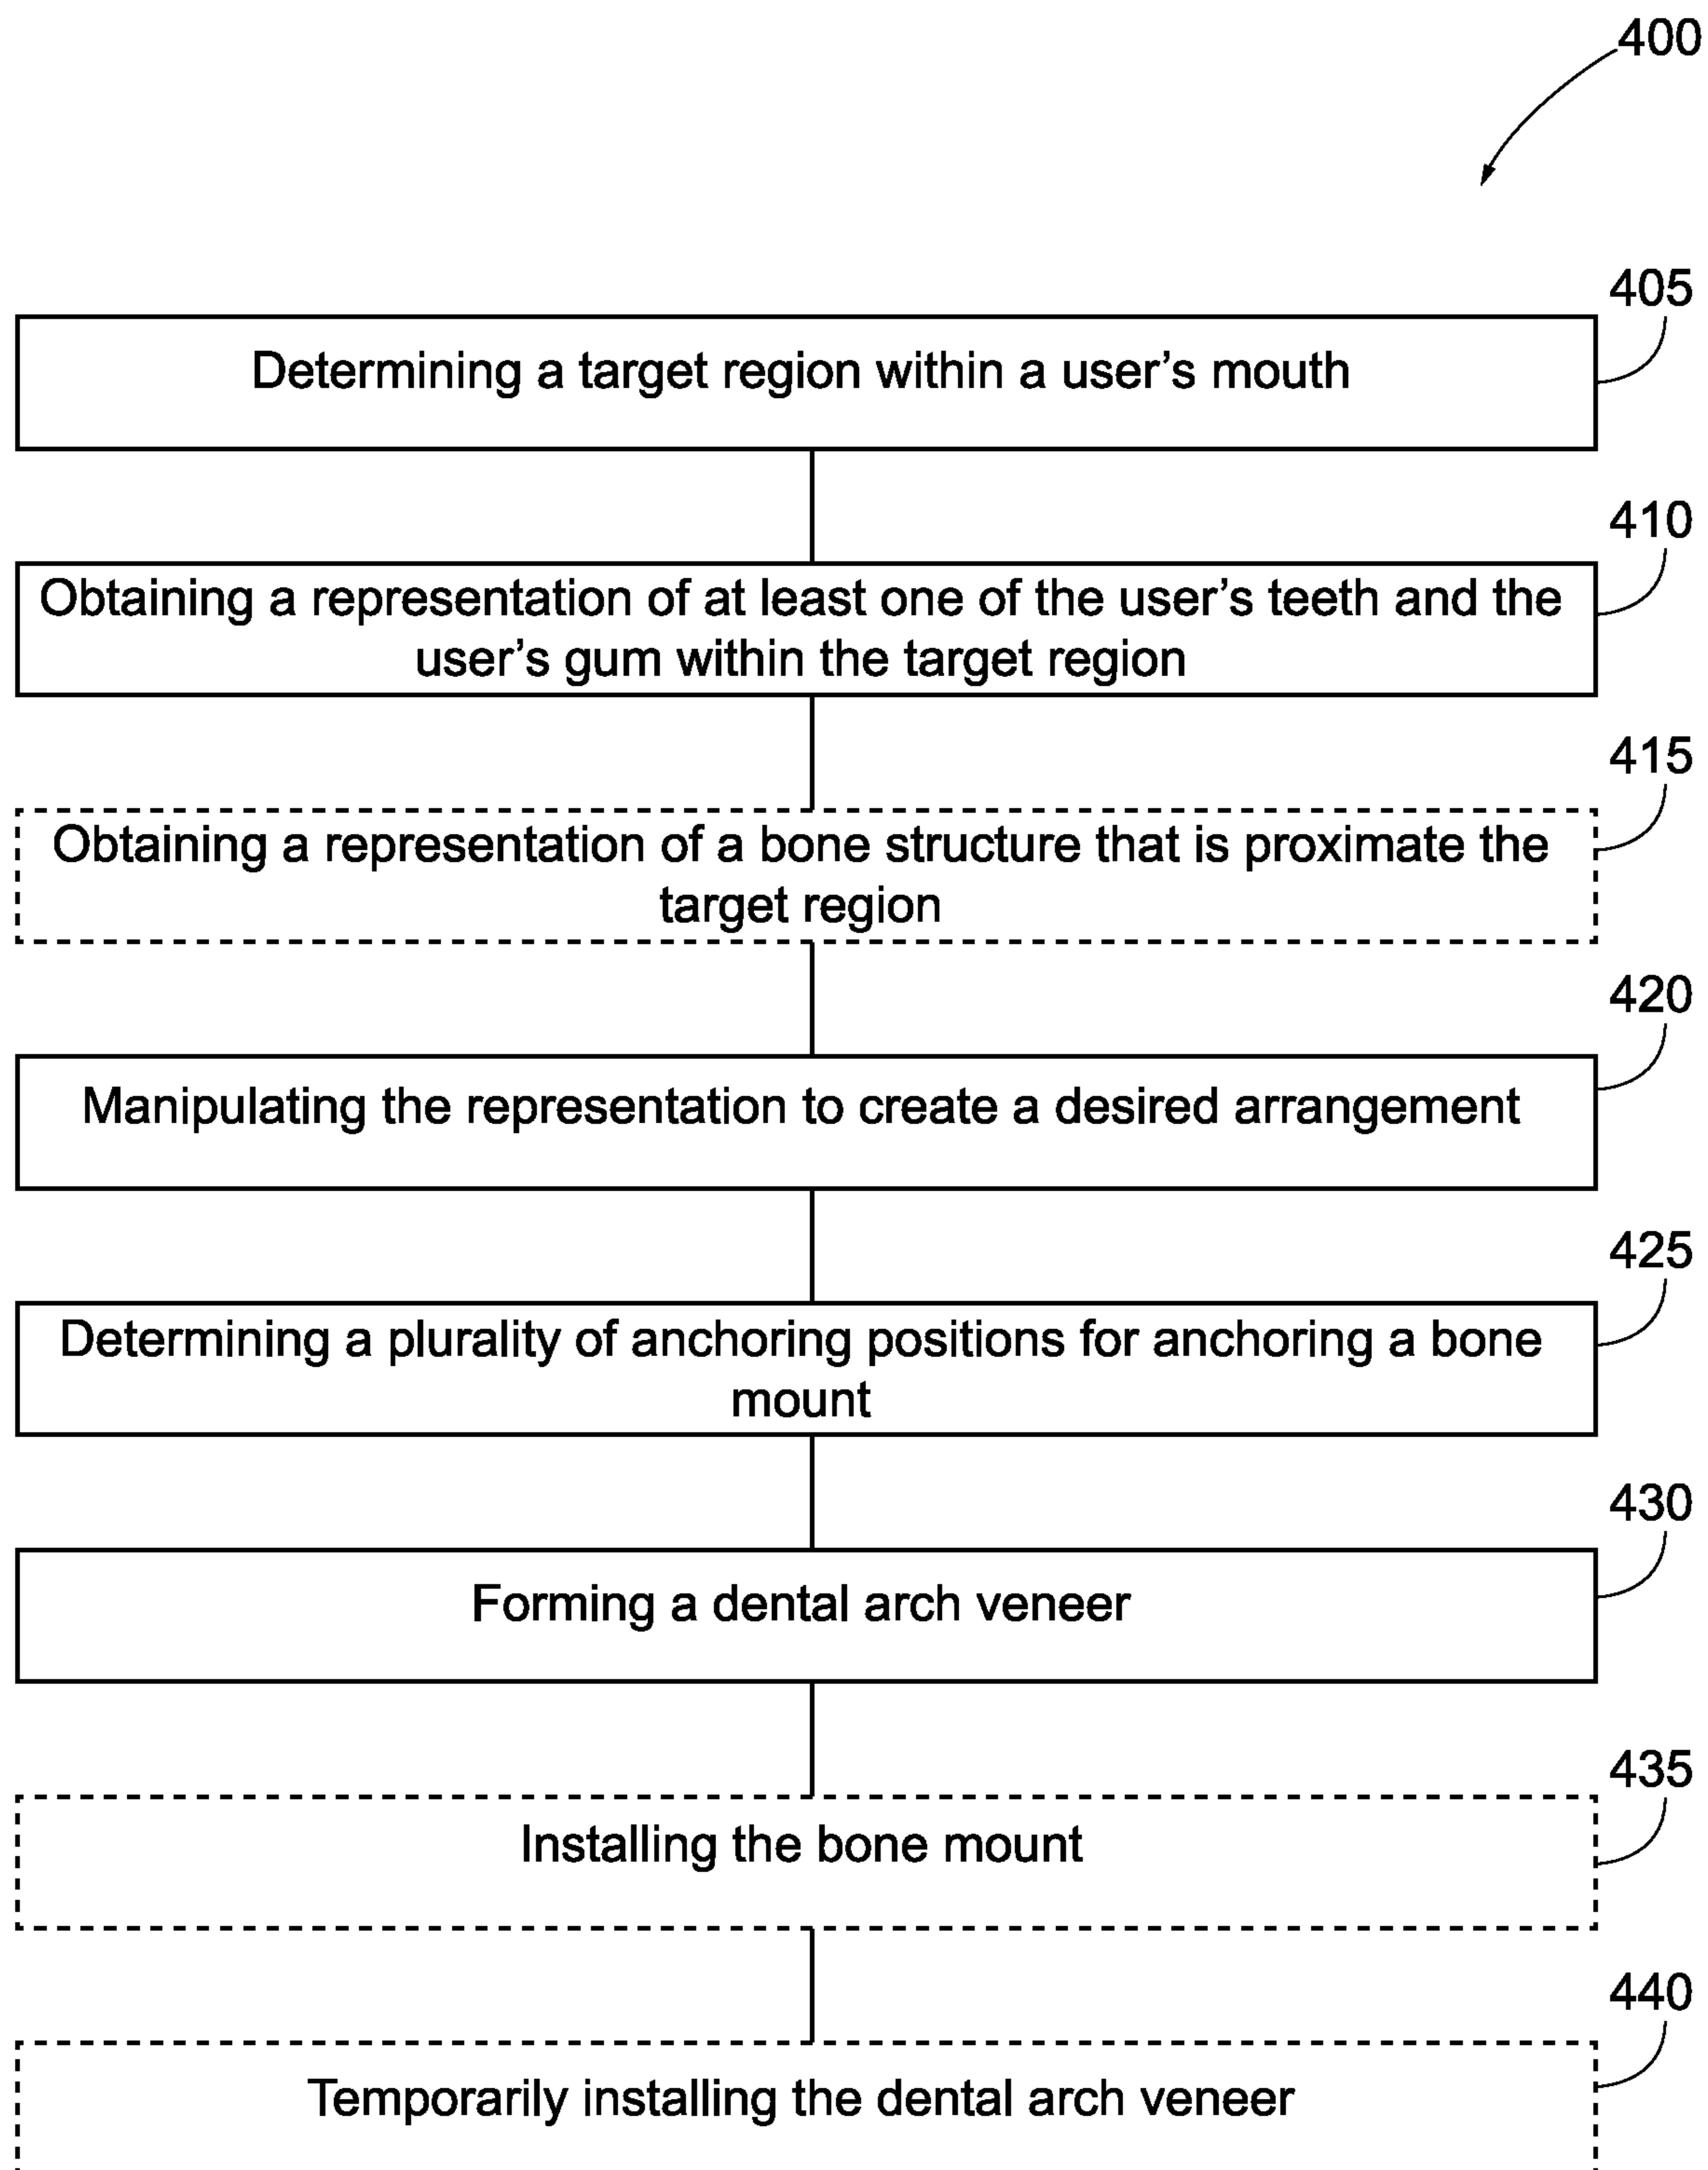 400
405
Determining a target region within a user’s mouth
410
Obtaining a representation of at least one of the user’s teeth and the
user’s gum within the target region
415
Obtaining a representation of a bone structure that is proximate the
target region
420
Manipulating the representation to create a desired arrangement
425
Determining a plurality of anchoring positions for anchoring a bone
mount
430
Forming a dental arch veneer
435
Installing the bone mount
440
Temporarily installing the dental arch veneer